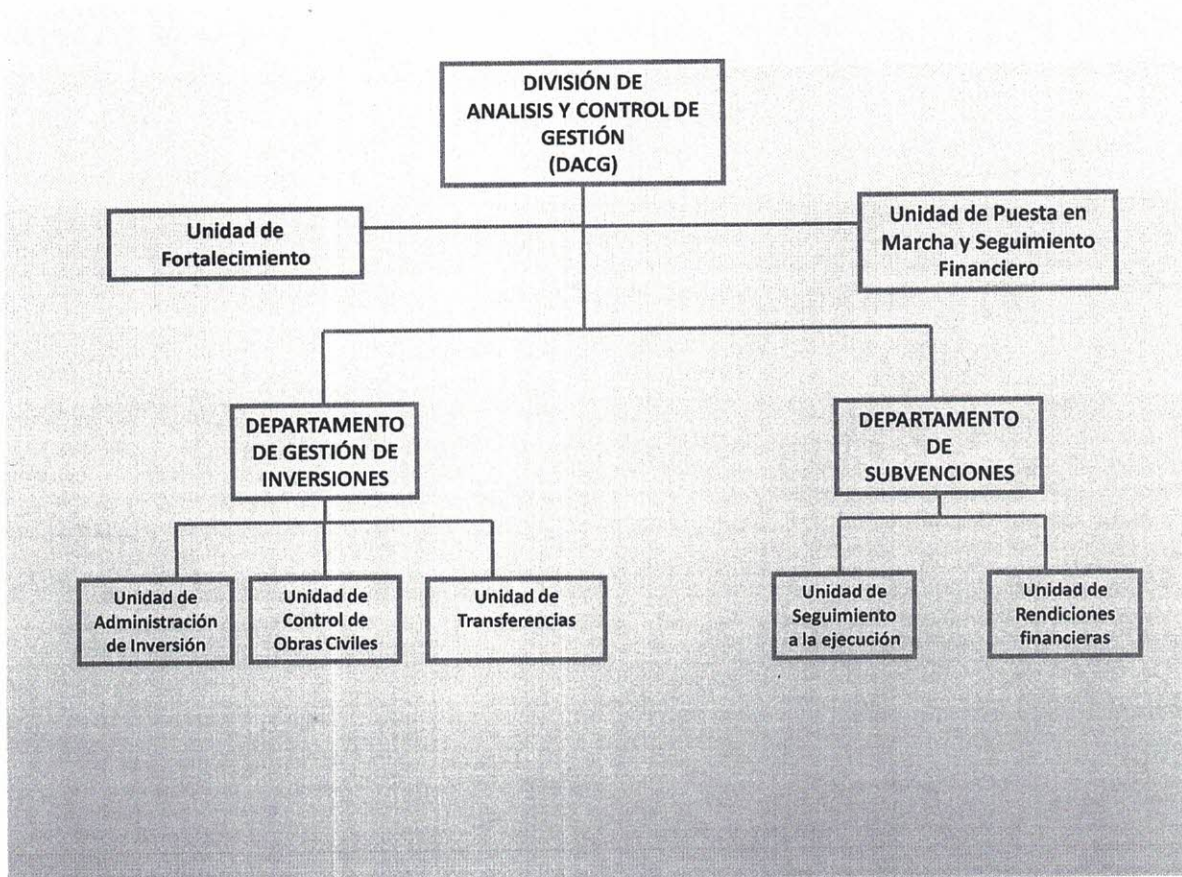 DIVISIÓN DE
ANALISIS Y CONTROL DE
GESTIÓN
(DACG)
Unidad de
Fortalecimiento
Unidad de Puesta en
Marcha y Seguimiento
Financiero
DEPARTAMENTO
DE GESTIÓN DE
INVERSIONES
DEPARTAMENTO
DE
SUBVENCIONES
Unidad de
Administración
de Inversión
Unidad de
Control de
Obras Civiles
Unidad de
Transferencias
Unidad de
Seguimiento
a la ejecución
Unidad de
Rendiciones
financieras